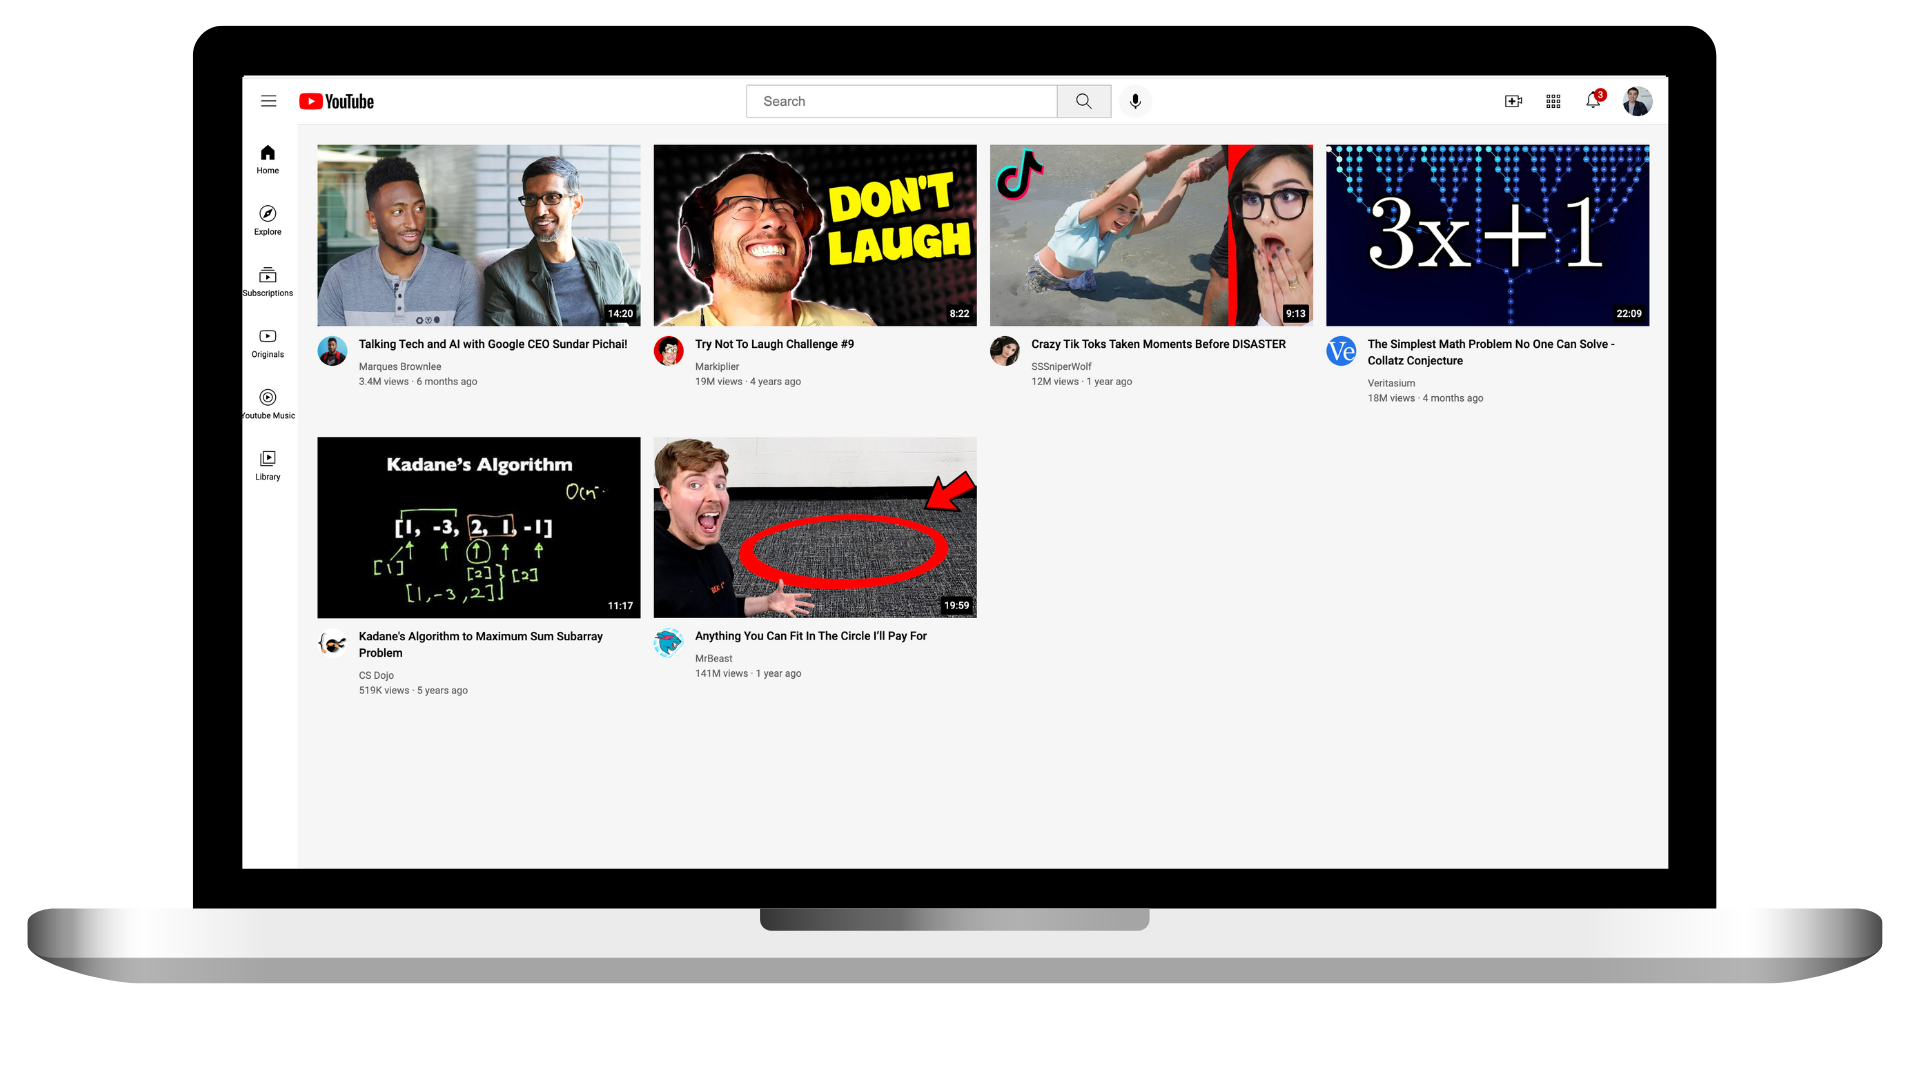 YouTube
Search
3
Home
Explore
Subscriptions
Originals
Youtube Music
Library
14:20
Talking Tech and AI with Google CEO Sundar Pichai!
Marques Brownlee
3.4M views · 6 months ago
DON'T
LAUGH
8:22
Try Not To Laugh Challenge #9
Markiplier
19M views · 4 years ago
9:13
Crazy Tik Toks Taken Moments Before DISASTER
SSSniperWolf
12M views · 1 year ago
3x+1
22:09
Ve
The Simplest Math Problem No One Can Solve -
Collatz Conjecture
Veritasium
18M views · 4 months ago
Kadane's Algorithm
O(n
[1, -3, 2, 1, -1]
[1]
[2]
[2]
[1,-3,2]
11:17
Kadane's Algorithm to Maximum Sum Subarray
Problem
CS Dojo
519K views · 5 years ago
19:59
Anything You Can Fit In The Circle I'll Pay For
MrBeast
141M views · 1 year ago